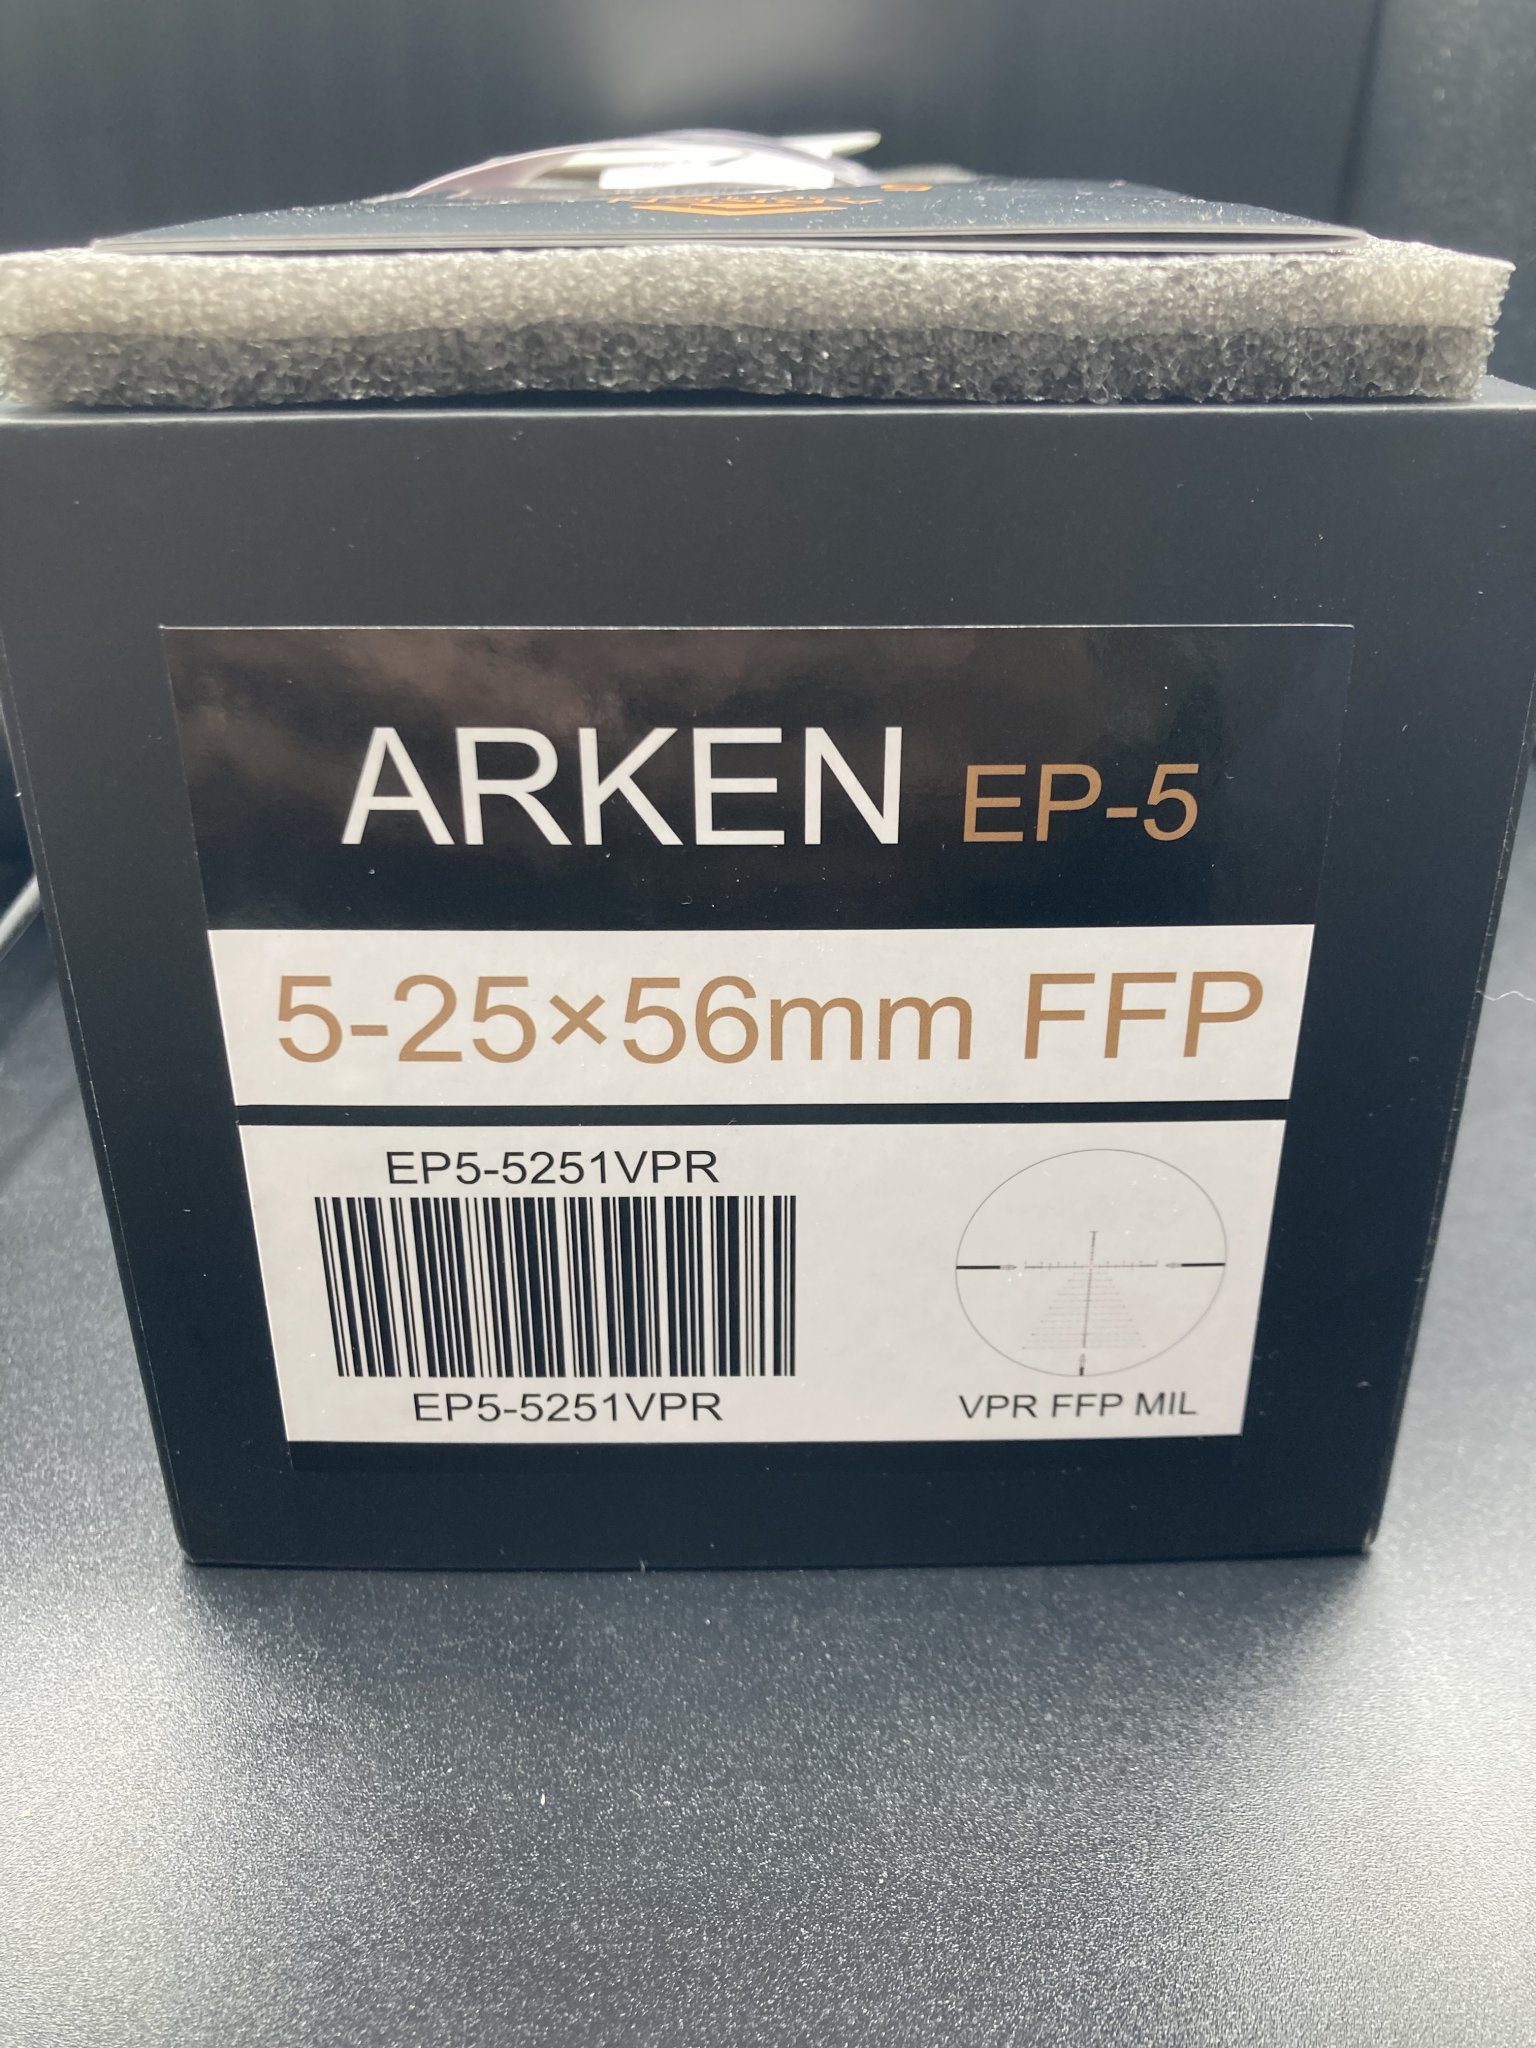 ARKEN EP-5
5-25×56mm FFP
EP5-5251VPR
EP5-5251VPR
VPR FFP MIL